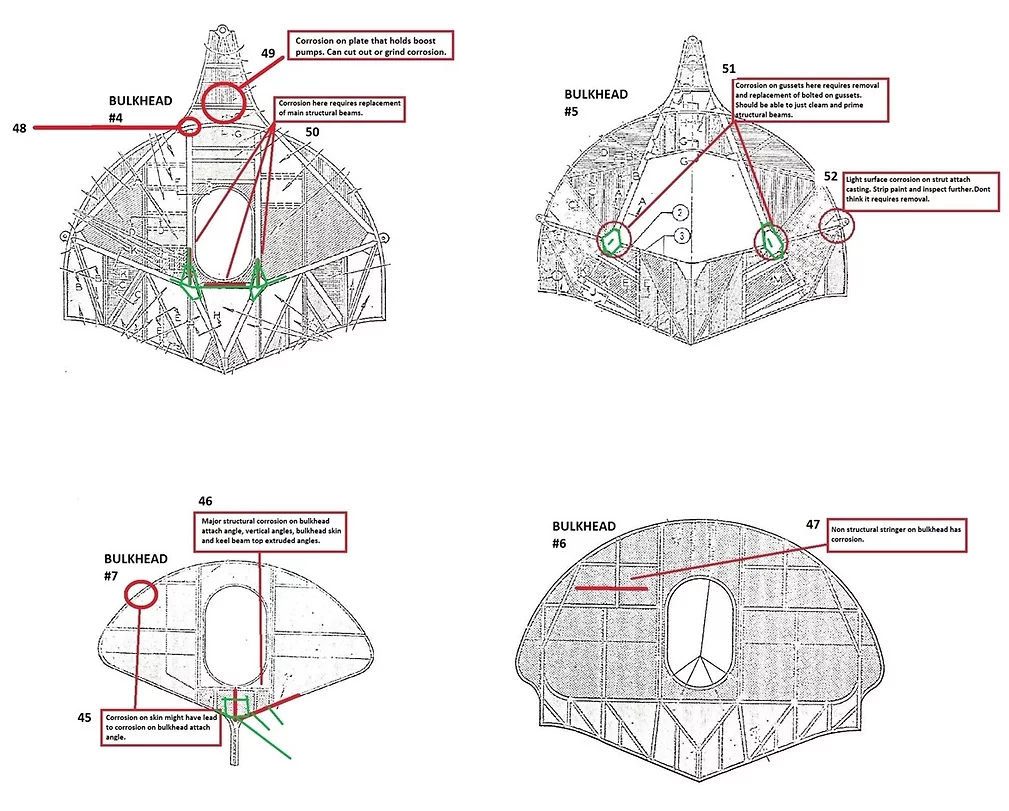 49
Corrosion on plate that holds boost
pumps. Can cut out or grind corrosion.
BULKHEAD
#4
48
Corrosion here requires replacement
of main structural beams.
50
G
B
H
E
51
BULKHEAD
#5
Corrosion on gussets here requires removal
and replacement of bolted on gussets.
Should be able to just cleam and prime
structural beams.
52
Light surface corrosion on strut attach
casting. Strip paint and inspect further.Dont
think it requires removal.
G
B
A
A
2
3
E
M
46
Major structural corrosion on bulkhead
attach angle, vertical angles, bulkhead skin
and keel beam top extruded angles.
BULKHEAD
#7
45
Corrosion on skin might have lead
to corrosion on bulkhead attach
angle.
BULKHEAD
#6
47
Non structural stringer on bulkhead has
corrosion.